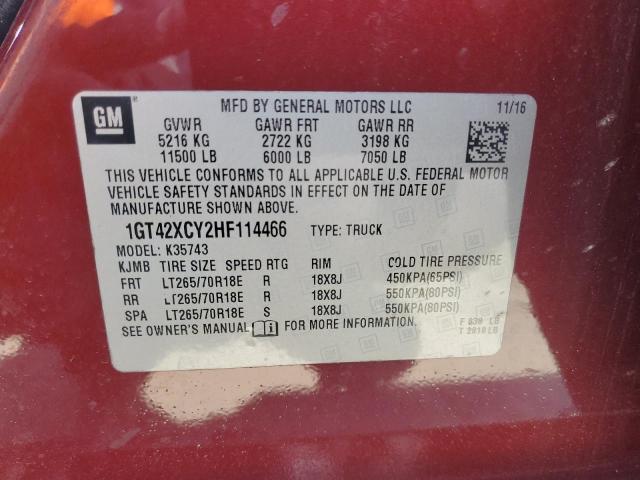 GM
MFD BY GENERAL MOTORS LLC 11/16
GVWR GAWR FRT GAWR RR
5216 KG 2722 KG 3198 KG
11500 LB 6000 LB 7050 LB
THIS VEHICLE CONFORMS TO ALL APPLICABLE U.S. FEDERAL MOTOR
VEHICLE SAFETY STANDARDS IN EFFECT ON THE DATE OF
MANUFACTURE SHOWN ABOVE.
1GT42XCY2HF114466 TYPE: TRUCK
MODEL: K35743
KJMB TIRE SIZE SPEED RTG RIM COLD TIRE PRESSURE
FRT LT265/70R18E R 18X8J 450KPA(65PSI)
RR LT265/70R18E R 18X8J 550KPA(80PSI)
SPA LT265/70R18E S 18X8J 550KPA(80PSI)
SEE OWNER'S MANUAL FOR MORE INFORMATION.
F LB
T LB